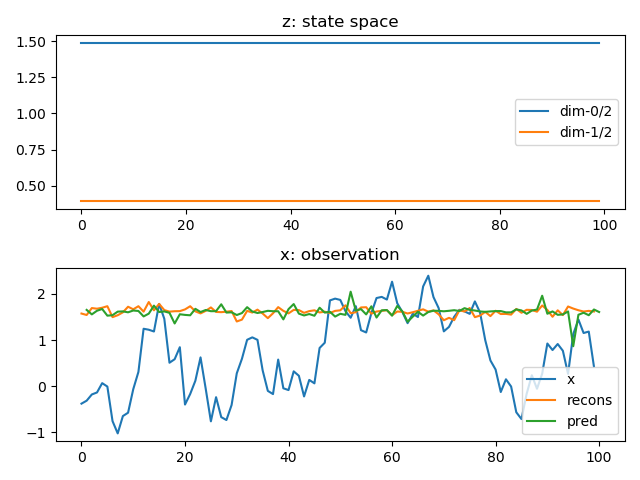 z: state space
1.50
1.25
1.00
0.75
0.50
dim-0/2
dim-1/2
0 20 40 60 80 100
x: observation
2
1
0
−1
x
recons
pred
0 20 40 60 80 100